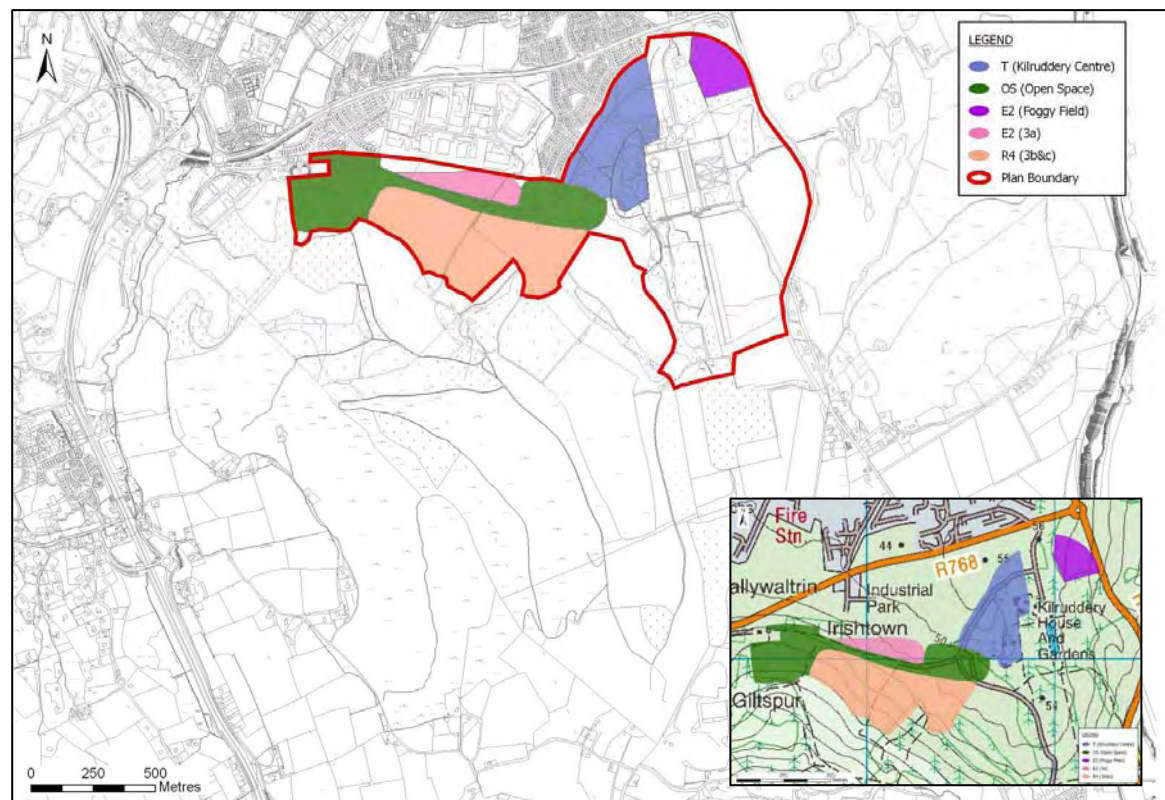 N
LEGEND
T (Kilruddery Centre)
OS (Open Space)
E2 (Foggy Field)
E2 (3a)
R4 (3b&c)
Plan Boundary
0 250 500
Metres
Fire
Stn.
44
R768
55
56
allywaltrin
Industrial
Park
Irishtown
50
Kilruddery
House
And
Gardens
Giltspur
54
LEGEND